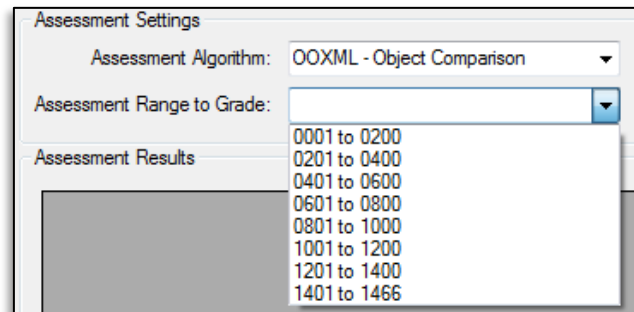 Assessment Settings
Assessment Algorithm: OOXML - Object Comparison
Assessment Range to Grade:
0001 to 0200
0201 to 0400
Assessment Results
0401 to 0600
0601 to 0800
0801 to 1000
1001 to 1200
1201 to 1400
1401 to 1466